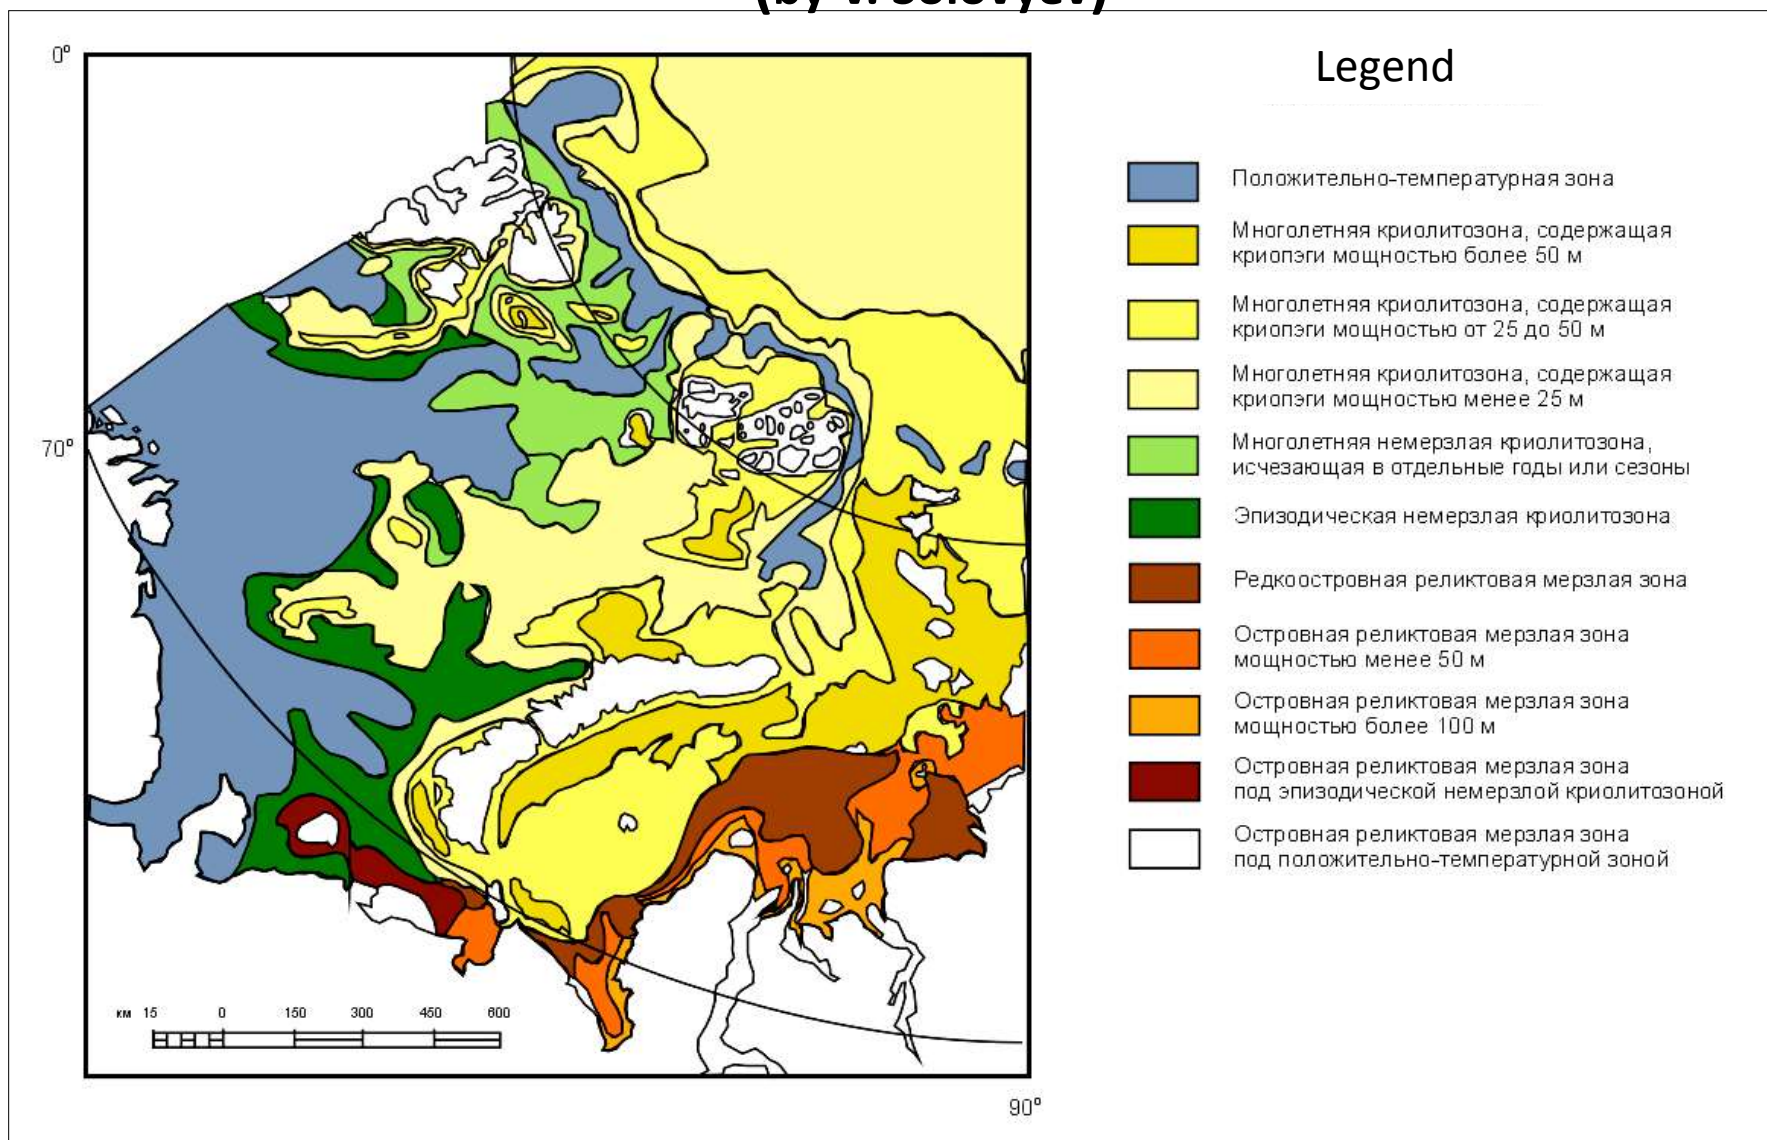 (by V. Solovyev)
0°
Legend
Положительно-температурная зона
Многолетняя криолитозона, содержащая
криопэги мощностью более 50 м
Многолетняя криолитозона, содержащая
криопэги мощностью от 25 до 50 м
Многолетняя криолитозона, содержащая
криопэги мощностью менее 25 м
70°
Многолетняя немерзлая криолитозона,
исчезающая в отдельные годы или сезоны
Эпизодическая немерзлая криолитозона
Редкоостровная реликтовая мерзлая зона
Островная реликтовая мерзлая зона
мощностью менее 50 м
Островная реликтовая мерзлая зона
мощностью более 100 м
Островная реликтовая мерзлая зона
под эпизодической немерзлой криолитозоной
Островная реликтовая мерзлая зона
под положительно-температурной зоной
км 15 0 150 300 450 600
90°